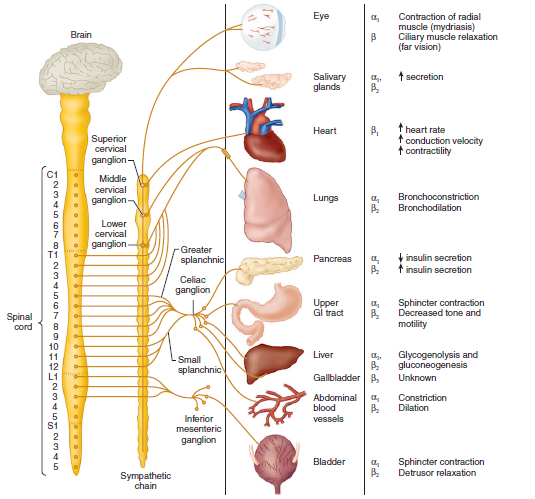 Brain
Superior
cervical
ganglion
Middle
cervical
ganglion
Lower
cervical
ganglion
C1
2
3
4
5
6
7
8
T1
2
3
4
5
6
7
8
9
10
11
12
L1
2
3
4
5
S1
2
3
4
5
Spinal
cord
Greater
splanchnic
Celiac
ganglion
Small
splanchnic
Inferior
mesenteric
ganglion
Sympathetic
chain
Eye
α₁ Contraction of radial
muscle (mydriasis)
β Ciliary muscle relaxation
(far vision)
Salivary
glands
α₁, ↑ secretion
β₂
Heart
β₁ ↑ heart rate
↑ conduction velocity
↑ contractility
Lungs
α₁ Bronchoconstriction
β₂ Bronchodilation
Pancreas
α₁ ↓ insulin secretion
β₂ ↑ insulin secretion
Upper
GI tract
α₁ Sphincter contraction
β₂ Decreased tone and
motility
Liver
α₁, Glycogenolysis and
β₂ gluconeogenesis
Gallbladder
β₃ Unknown
Abdominal
blood
vessels
α₁ Constriction
β₂ Dilation
Bladder
α₁ Sphincter contraction
β₂ Detrusor relaxation